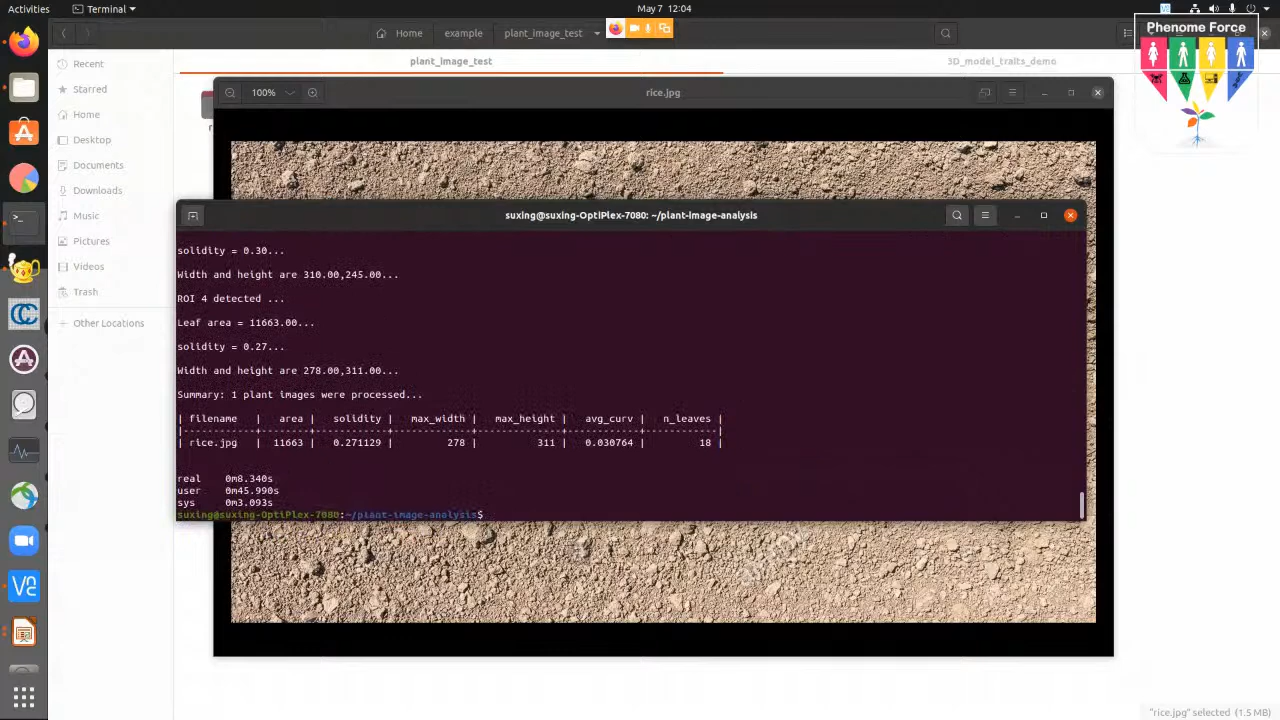 Activities
Terminal
May 7 12:04
Home
example
plant_image_test
Phenome Force
Recent
plant_image_test
3D_model_traits_demo
Starred
100%
rice.jpg
Home
Desktop
Documents
Downloads
Music
suxing@suxing-OptiPlex-7080: ~/plant-image-analysis
Pictures
Videos
Trash
Other Locations
solidity = 0.30...
Width and height are 310.00,245.00...
ROI 4 detected ...
Leaf area = 11663.00...
solidity = 0.27...
Width and height are 278.00,311.00...
Summary: 1 plant images were processed...
| filename | area | solidity | max_width | max_height | avg_curv | n_leaves |
|-----------+-------+-----------+------------+-------------+-----------+-----------|
| rice.jpg | 11663 | 0.271129 | 278 | 311 | 0.030764 | 18 |
real 0m8.340s
user 0m45.990s
sys 0m3.093s
suxing@suxing-OptiPlex-7080:~/plant-image-analysis$
"rice.jpg" selected (1.5 MB)